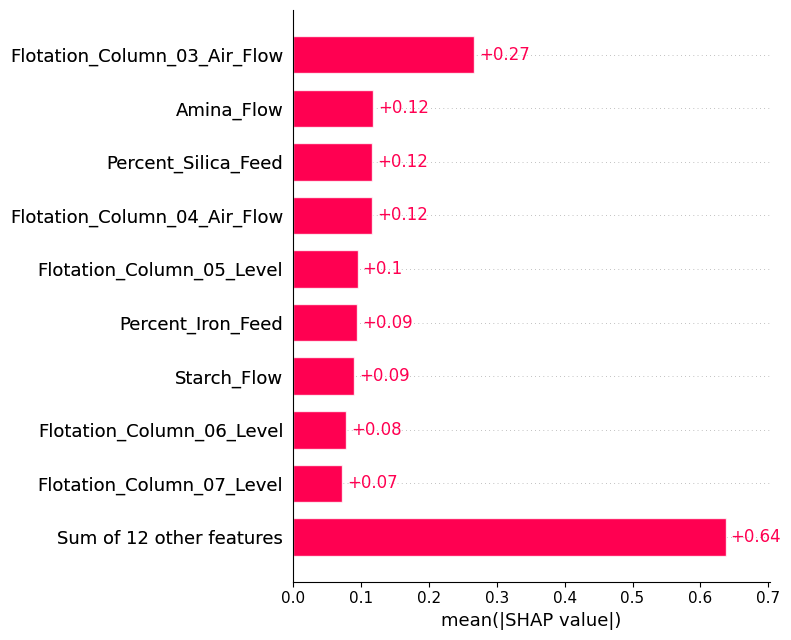 Flotation_Column_03_Air_Flow +0.27
Amina_Flow +0.12
Percent_Silica_Feed +0.12
Flotation_Column_04_Air_Flow +0.12
Flotation_Column_05_Level +0.1
Percent_Iron_Feed +0.09
Starch_Flow +0.09
Flotation_Column_06_Level +0.08
Flotation_Column_07_Level +0.07
Sum of 12 other features +0.64
0.0 0.1 0.2 0.3 0.4 0.5 0.6 0.7
mean(|SHAP value|)